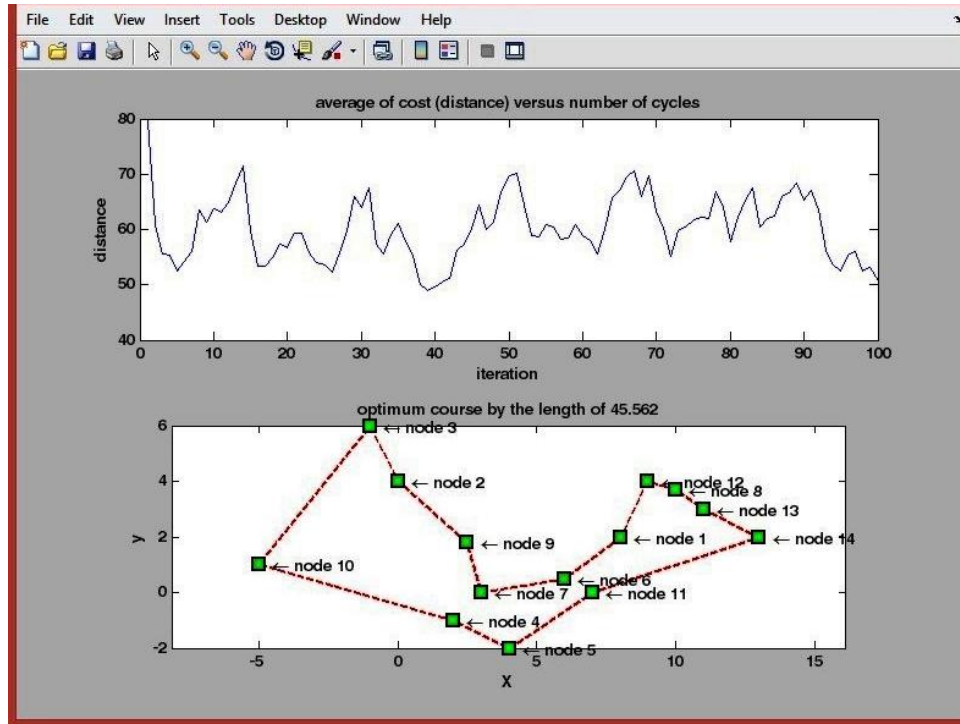 File Edit View Insert Tools Desktop Window Help
average of cost (distance) versus number of cycles
80
70
60
50
40
distance
0 10 20 30 40 50 60 70 80 90 100
iteration
optimum course by the length of 45.562
6
4
2
0
-2
y
← node 3
← node 2
← node 12
← node 8
← node 13
← node 9
← node 1
← node 14
← node 10
← node 6
← node 7
← node 11
← node 4
← node 5
-5 0 5 10 15
X